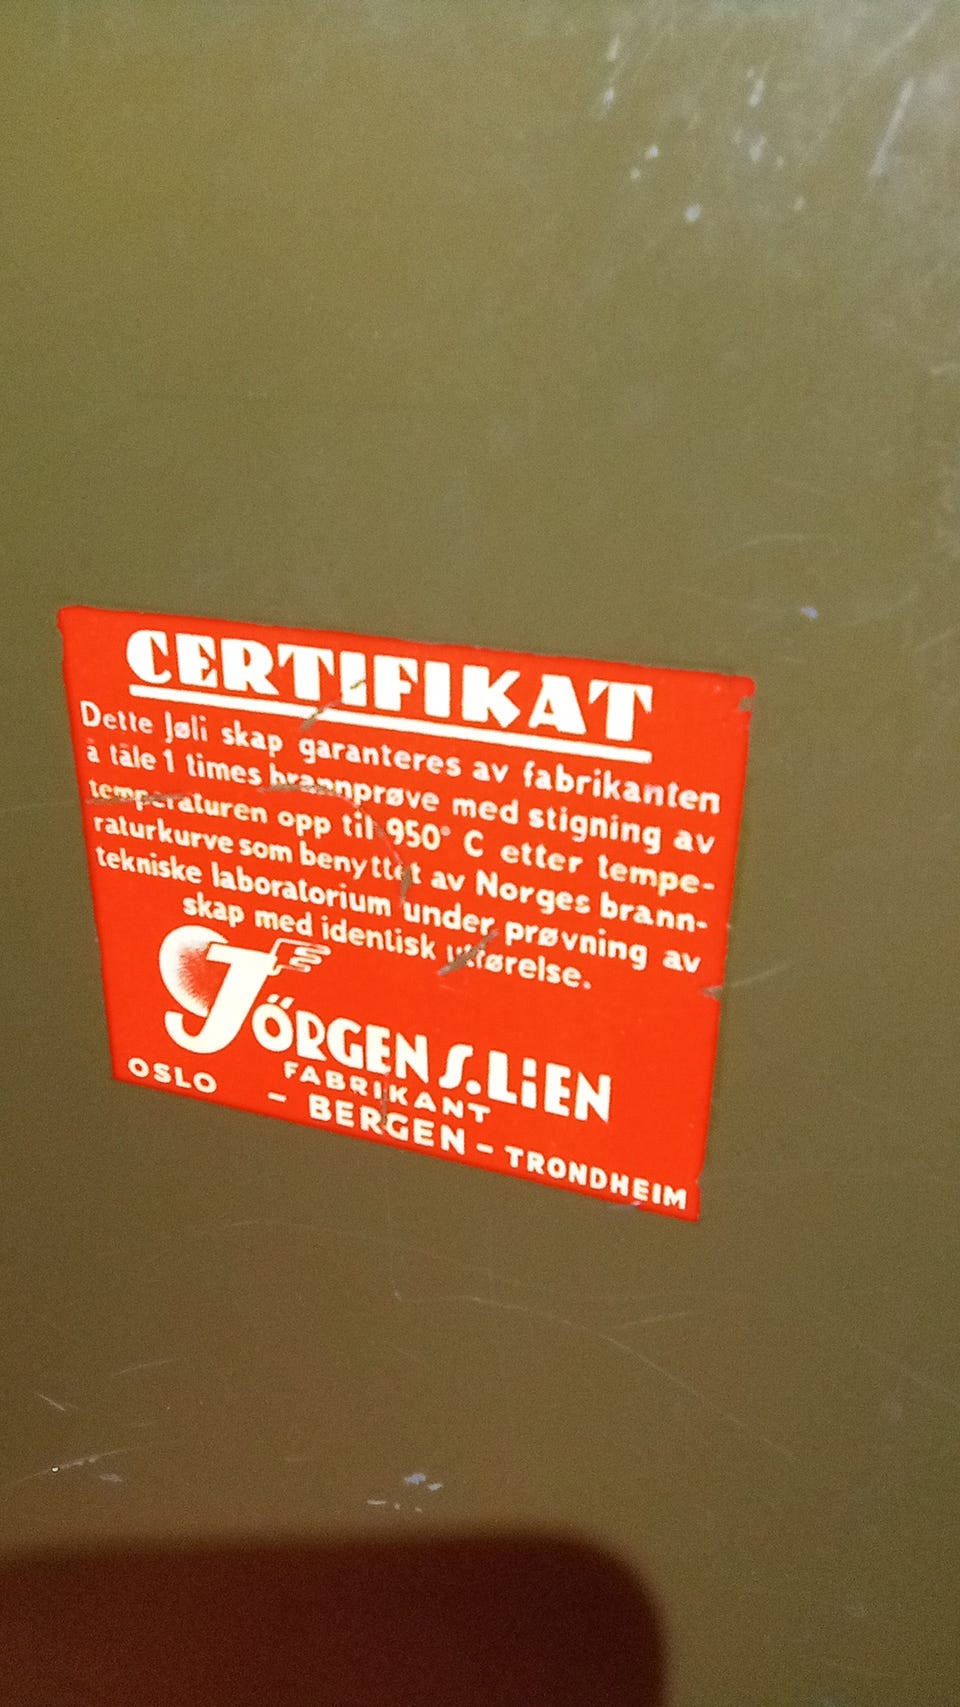 CERTIFIKAT
Dette Jøli skap garanteres av fabrikanten
å tåle 1 times brannprøve med stigning av
temperaturen opp til 950° C etter tempe-
raturkurve som benyttet av Norges brann-
tekniske laboratorium under prøvning av
skap med identisk utførelse.
JÖRGEN S. LiEN
FABRIKANT
OSLO - BERGEN - TRONDHEIM